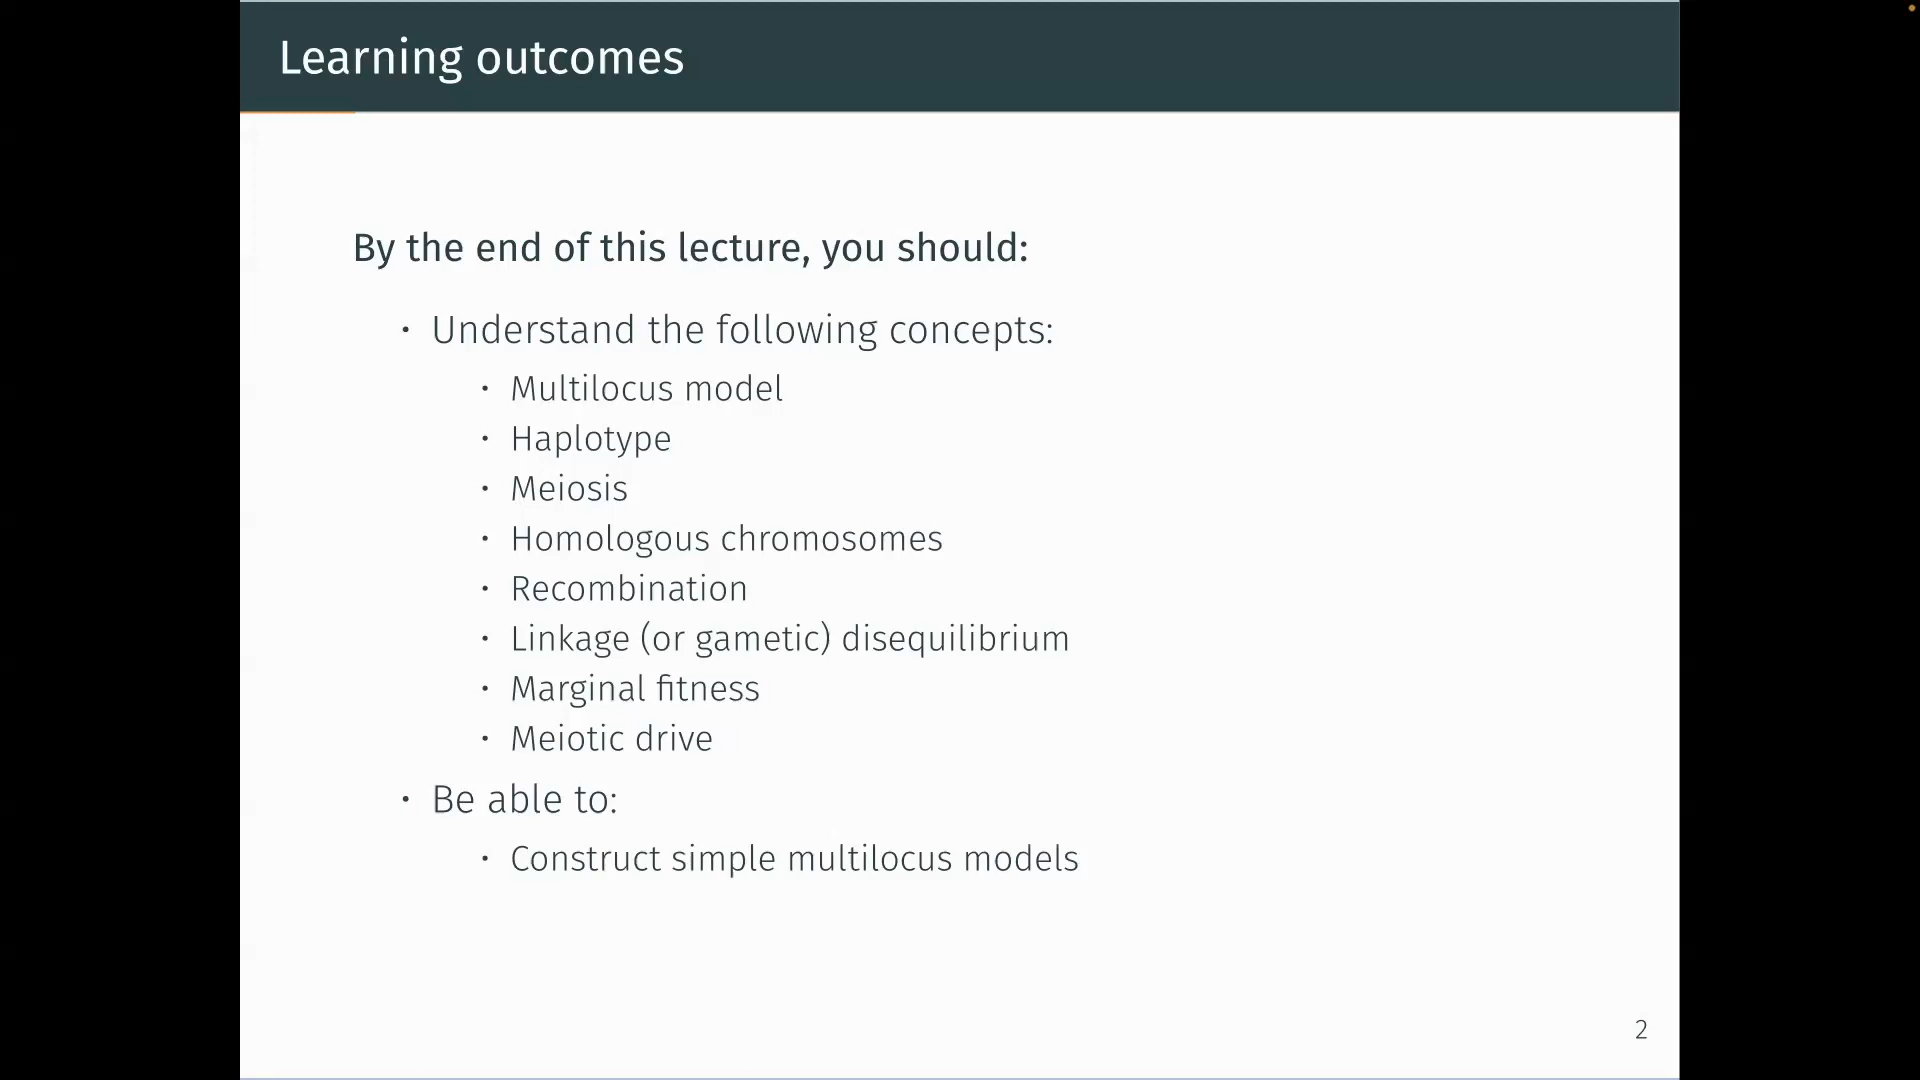 Learning outcomes
By the end of this lecture, you should:
· Understand the following concepts:
· Multilocus model
· Haplotype
· Meiosis
· Homologous chromosomes
· Recombination
· Linkage (or gametic) disequilibrium
· Marginal fitness
· Meiotic drive
· Be able to:
· Construct simple multilocus models
2